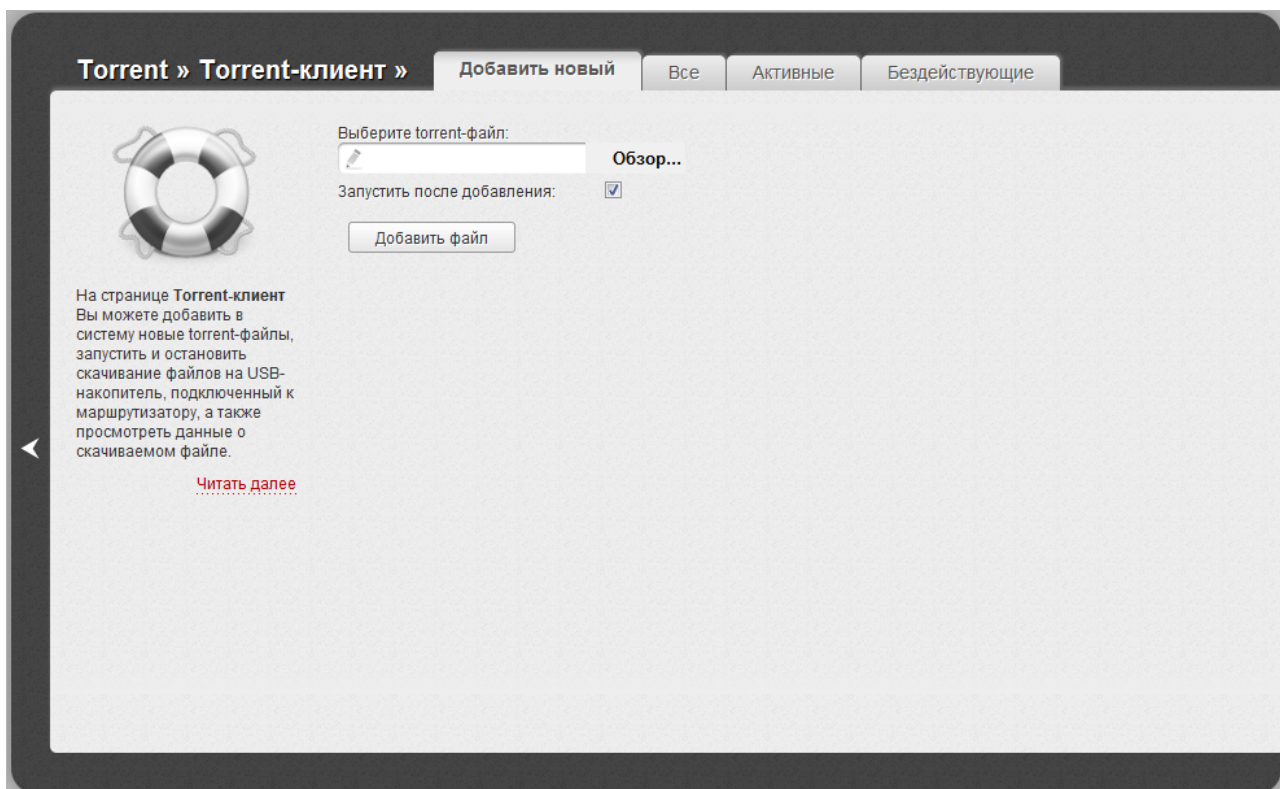 Torrent » Torrent-клиент »
Добавить новый
Все
Активные
Бездействующие
Выберите torrent-файл:
Обзор...
Запустить после добавления:
Добавить файл
На странице Torrent-клиент
Вы можете добавить в
систему новые torrent-файлы,
запустить и остановить
скачивание файлов на USB-
накопитель, подключенный к
маршрутизатору, а также
просмотреть данные о
скачиваемом файле.
Читать далее